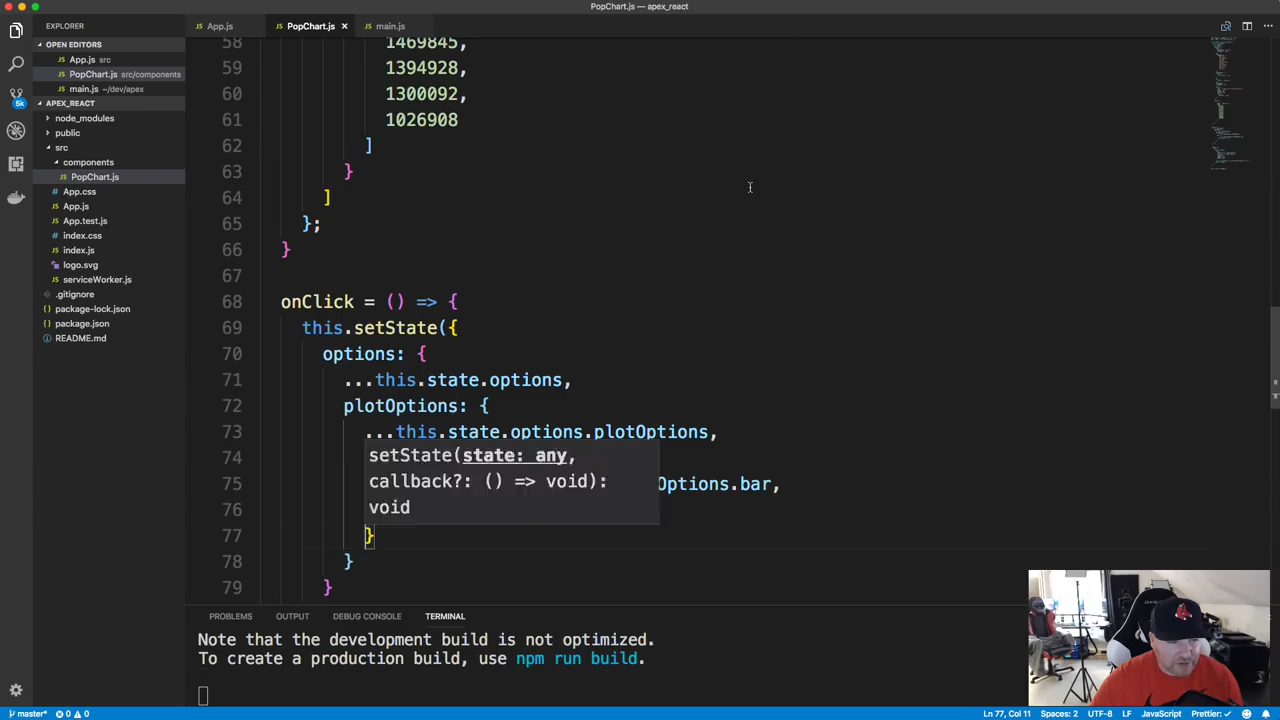 PopChart.js — apex_react
EXPLORER
App.js
PopChart.js ×
main.js
OPEN EDITORS
App.js src
PopChart.js src/components
main.js ~/dev/apex
APEX_REACT
node_modules
public
src
components
PopChart.js
App.css
App.js
App.test.js
index.css
index.js
logo.svg
serviceWorker.js
.gitignore
package-lock.json
package.json
README.md
5k
58 1469845,
59 1394928,
60 1300092,
61 1026908
62 ]
63 }
64 ]
65 };
66 }
67
68 onClick = () => {
69 this.setState({
70 options: {
71 ...this.state.options,
72 plotOptions: {
73 ...this.state.options.plotOptions,
74
75 Options.bar,
76
77 }
78 }
79 }
setState(state: any,
callback?: () => void):
void
PROBLEMS OUTPUT DEBUG CONSOLE TERMINAL
Note that the development build is not optimized.
To create a production build, use npm run build.
master* 0 0
Ln 77, Col 11 Spaces: 2 UTF-8 LF JavaScript Prettier: ✓